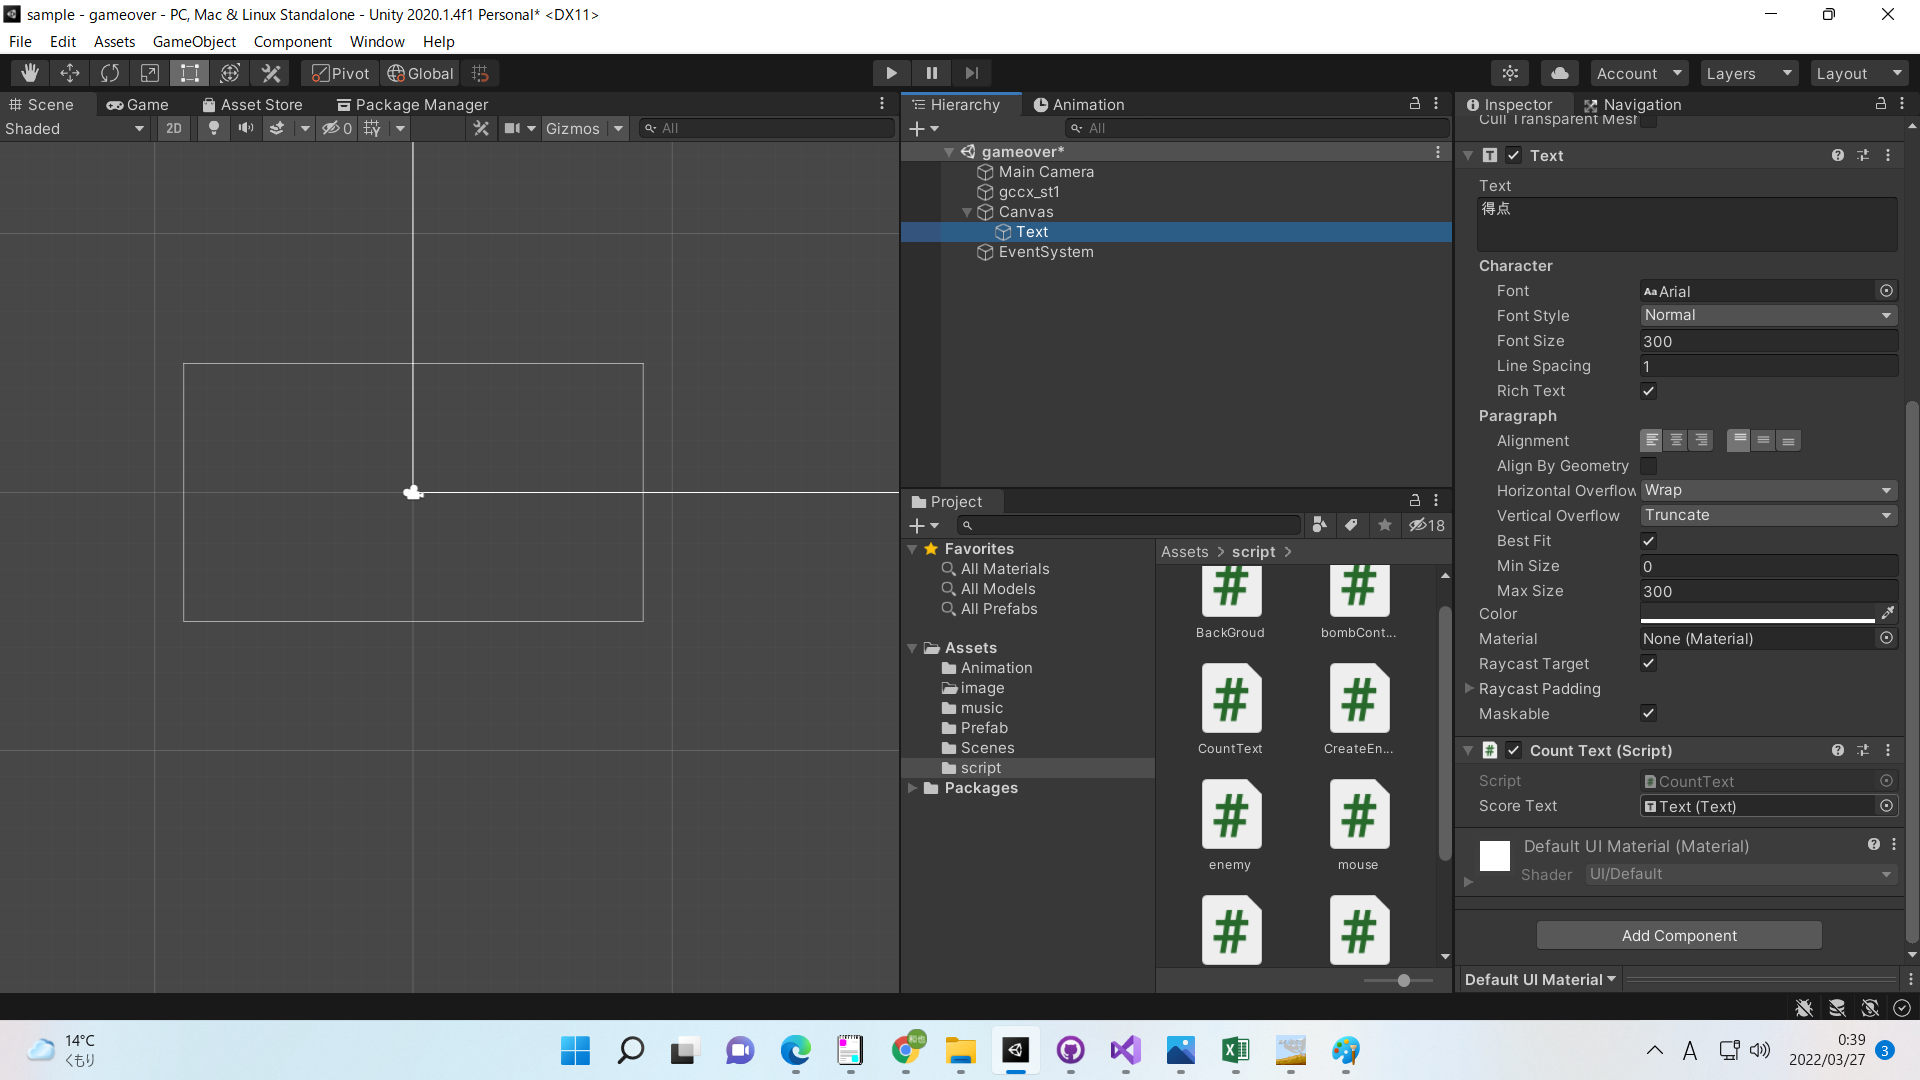 sample - gameover - PC, Mac & Linux Standalone - Unity 2020.1.4f1 Personal* <DX11>
File Edit Assets GameObject Component Window Help
Pivot Global
Account Layers Layout
Scene Game Asset Store Package Manager
Shaded 2D 0 Gizmos All
Hierarchy Animation
All
gameover*
Main Camera
gccx_st1
Canvas
Text
EventSystem
Project
18
Favorites
All Materials
All Models
All Prefabs
Assets
Animation
image
music
Prefab
Scenes
script
Packages
Assets > script >
BackGroud bombCont...
CountText CreateEn...
enemy mouse
Inspector Navigation
Cull Transparent Mesh
Text
Text
得点
Character
Font Arial
Font Style Normal
Font Size 300
Line Spacing 1
Rich Text
Paragraph
Alignment
Align By Geometry
Horizontal Overflow Wrap
Vertical Overflow Truncate
Best Fit
Min Size 0
Max Size 300
Color
Material None (Material)
Raycast Target
Raycast Padding
Maskable
Count Text (Script)
Script CountText
Score Text Text (Text)
Default UI Material (Material)
Shader UI/Default
Add Component
Default UI Material
14°C
くもり
A
0:39
2022/03/27
3